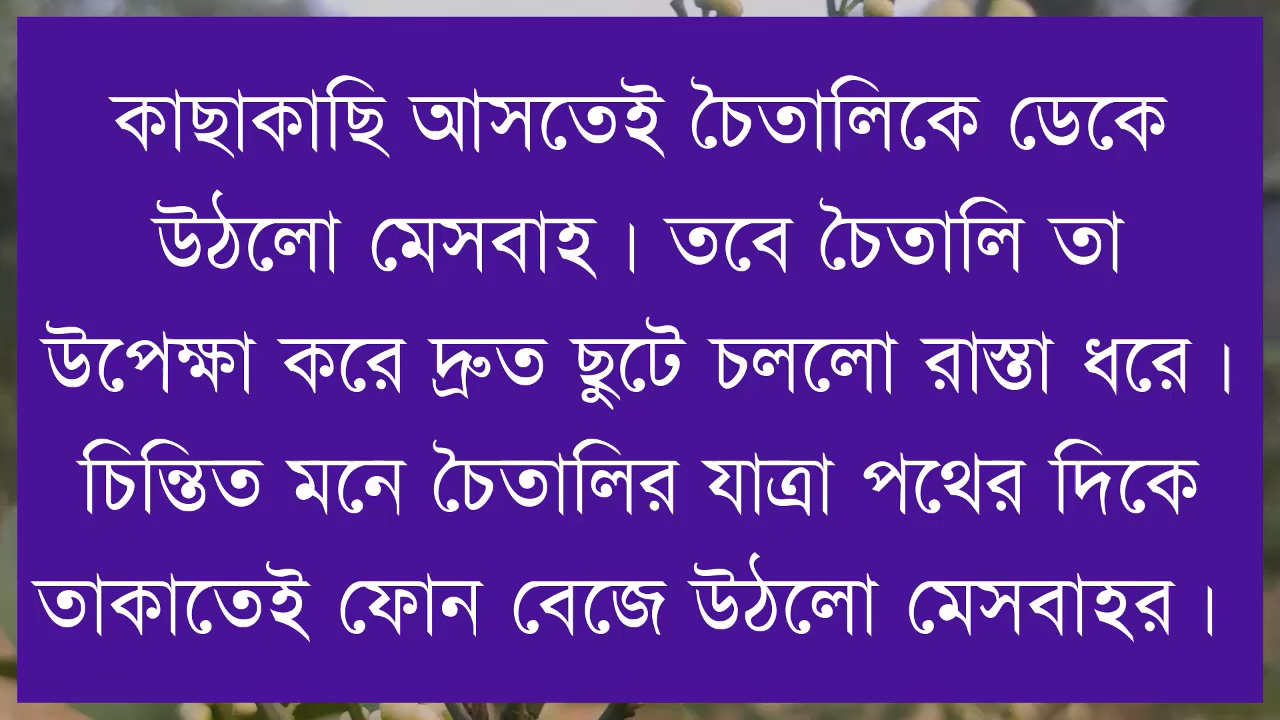 কাছাকাছি আসতেই চৈতালিকে ডেকে
উঠলো মেসবাহ। তবে চৈতালি তা
উপেক্ষা করে দ্রুত ছুটে চললো রাস্তা ধরে।
চিন্তিত মনে চৈতালির যাত্রা পথের দিকে
তাকাতেই ফোন বেজে উঠলো মেসবাহর।